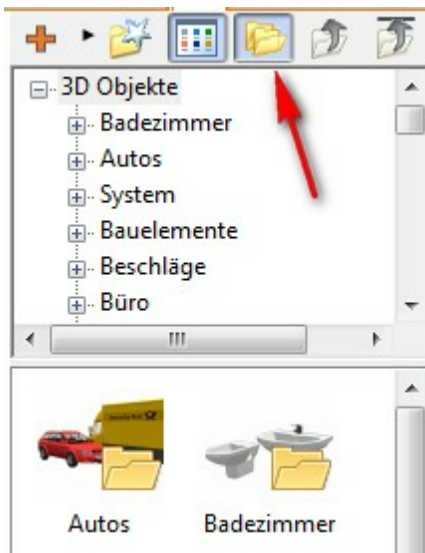 3D Objekte
Badezimmer
Autos
System
Bauelemente
Beschläge
Büro
Autos
Badezimmer